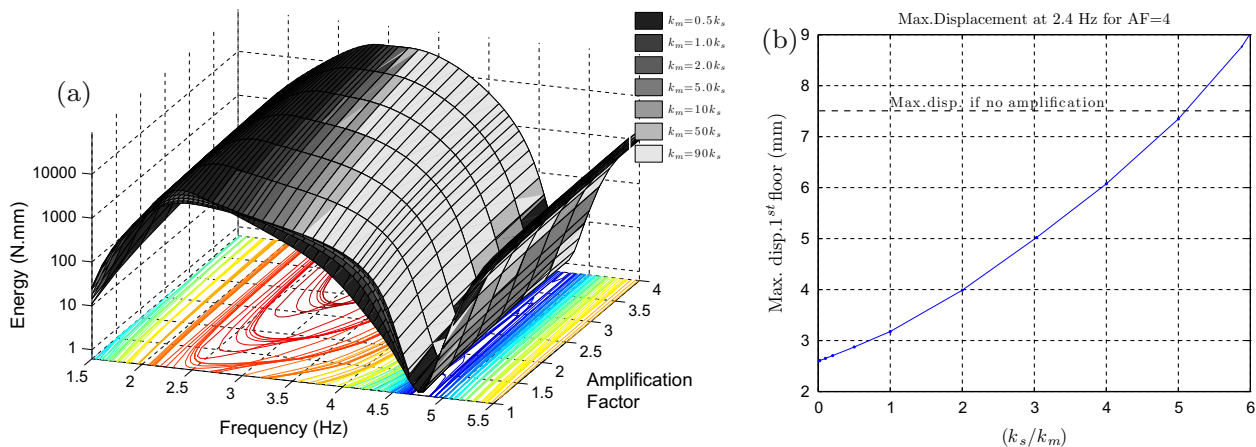 (a)
Energy (N.mm)
10000
1000
100
10
1
1.5
2
2.5
3
3.5
4
4.5
5
5.5
Frequency (Hz)
1
1.5
2
2.5
3
3.5
4
Amplification
Factor
k_m=0.5k_s
k_m=1.0k_s
k_m=2.0k_s
k_m=5.0k_s
k_m=10k_s
k_m=50k_s
k_m=90k_s
(b)
Max.Displacement at 2.4 Hz for AF=4
Max.disp. if no amplification
Max. disp.1^{st}floor (mm)
9
8
7
6
5
4
3
2
0
1
2
3
4
5
6
(k_s/k_m)